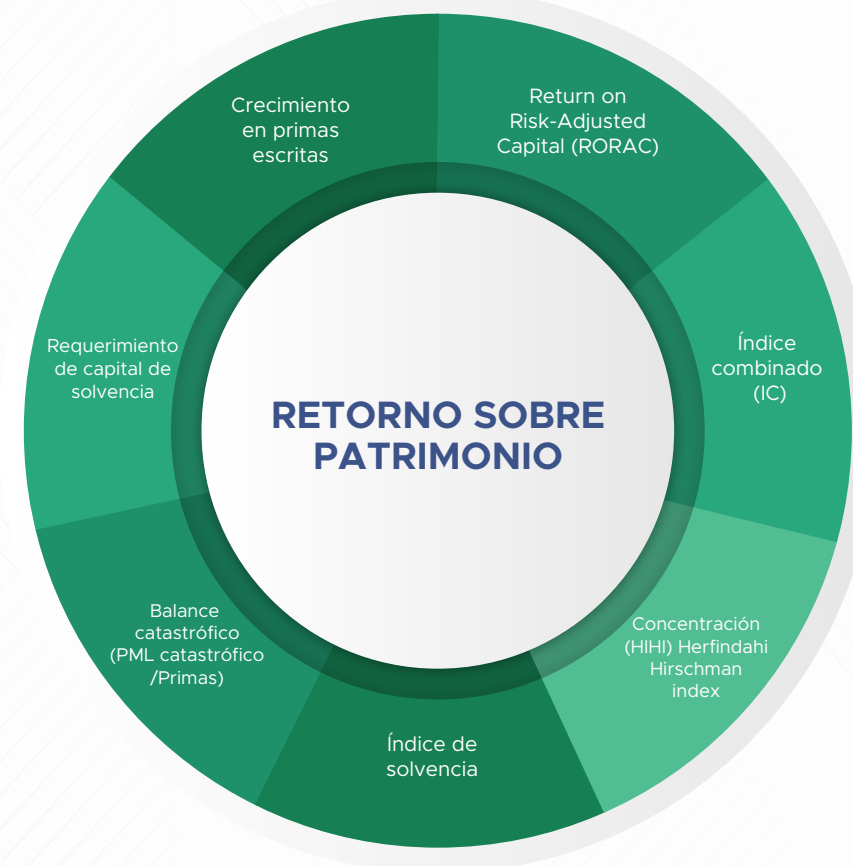 Crecimiento
en primas
escritas
Return on
Risk-Adjusted
Capital (RORAC)
Requerimiento
de capital de
solvencia
Índice
combinado
(IC)
RETORNO SOBRE
PATRIMONIO
Balance
catastrófico
(PML catastrófico
/Primas)
Concentración
(HIHI) Herfindahi
Hirschman
index
Índice de
solvencia